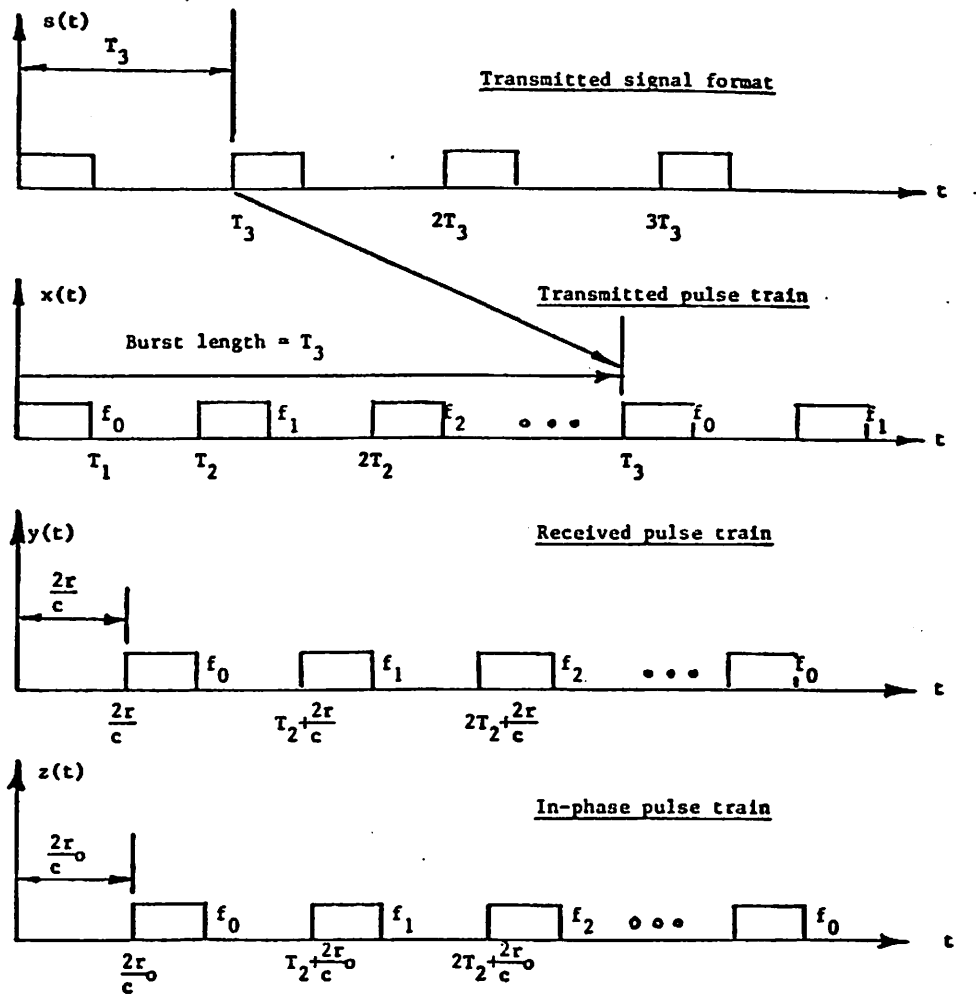 s(t)
T₃
Transmitted signal format
t
T₃ 2T₃ 3T₃
x(t)
Transmitted pulse train
Burst length = T₃
f₀ f₁ f₂ ... f₀ f₁
t
T₁ T₂ 2T₂ T₃
y(t)
Received pulse train
2r/c
f₀ f₁ f₂ ... f₀
t
2r/c T₂+2r/c 2T₂+2r/c
z(t)
In-phase pulse train
2r₀/c
f₀ f₁ f₂ ... f₀
t
2r₀/c T₂+2r₀/c 2T₂+2r₀/c